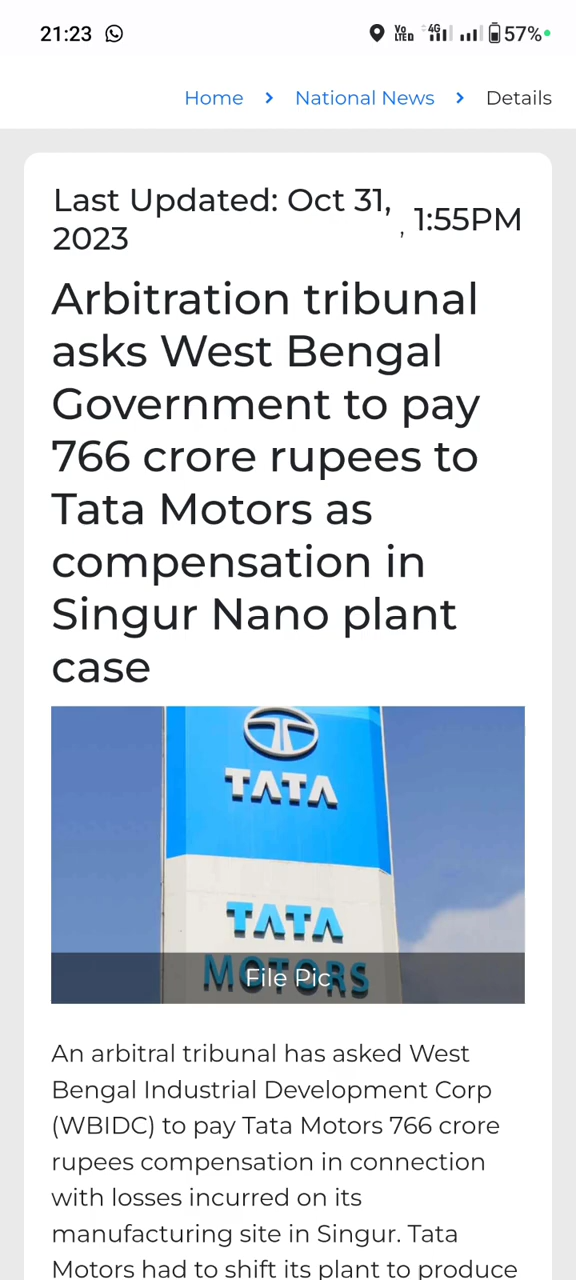 21:23
Vo LTED 4G 57%
Home > National News > Details
Last Updated: Oct 31, 2023 , 1:55PM
Arbitration tribunal
asks West Bengal
Government to pay
766 crore rupees to
Tata Motors as
compensation in
Singur Nano plant
case
TATA
TATA
MOTORS
File Pic
An arbitral tribunal has asked West
Bengal Industrial Development Corp
(WBIDC) to pay Tata Motors 766 crore
rupees compensation in connection
with losses incurred on its
manufacturing site in Singur. Tata
Motors had to shift its plant to produce